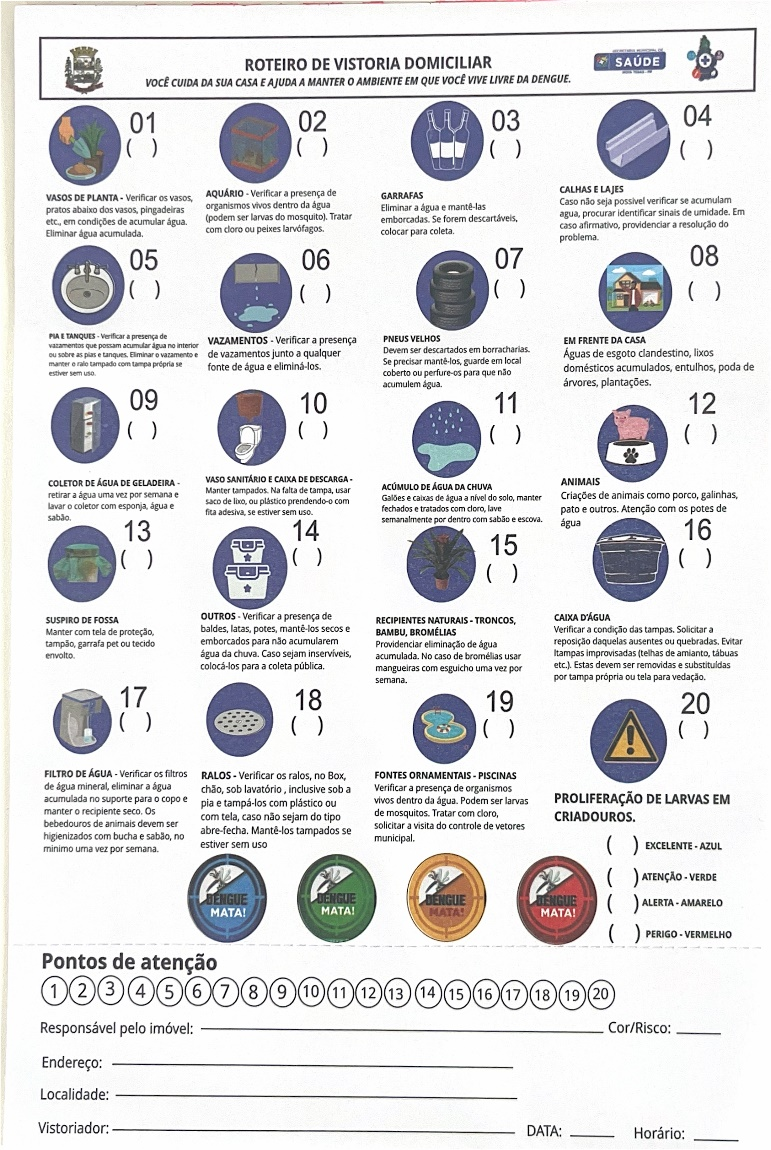 ROTEIRO DE VISTORIA DOMICILIAR
VOCÊ CUIDA DA SUA CASA E AJUDA A MANTER O AMBIENTE EM QUE VOCÊ VIVE LIVRE DA DENGUE.
SECRETARIA MUNICIPAL DE
SAÚDE
01
( )
VASOS DE PLANTA - Verificar os vasos,
pratos abaixo dos vasos, pingadeiras
etc., em condições de acumular água.
Eliminar água acumulada.
02
( )
AQUÁRIO - Verificar a presença de
organismos vivos dentro da água
(podem ser larvas do mosquito). Tratar
com cloro ou peixes larvófagos.
03
( )
GARRAFAS
Eliminar a água e mantê-las
emborcadas. Se forem descartáveis,
colocar para coleta.
04
( )
CALHAS E LAJES
Caso não seja possivel verificar se acumulam
agua, procurar identificar sinais de umidade. Em
caso afirmativo, providenciar a resolução do
problema.
05
( )
PIA E TANQUES - Verificar a presença de
vazamentos que possam acumular água no interior
ou sobre as pias e tanques. Eliminar o vazamento e
manter o ralo tampado com tampa própria se
estiver sem uso.
06
( )
VAZAMENTOS - Verificar a presença
de vazamentos junto a qualquer
fonte de água e eliminá-los.
07
( )
PNEUS VELHOS
Devem ser descartados em borracharias.
Se precisar mantê-los, guarde em local
coberto ou perfure-os para que não
acumulem água.
08
( )
EM FRENTE DA CASA
Águas de esgoto clandestino, lixos
domésticos acumulados, entulhos, poda de
árvores, plantações.
09
( )
COLETOR DE ÁGUA DE GELADEIRA -
retirar a água uma vez por semana e
lavar o coletor com esponja, água e
sabão.
10
( )
VASO SANITÁRIO E CAIXA DE DESCARGA -
Manter tampados. Na falta de tampa, usar
saco de lixo, ou plástico prendendo-o com
fita adesiva, se estiver sem uso.
11
( )
ACÚMULO DE ÁGUA DA CHUVA
Galões e caixas de água a nível do solo, manter
fechados e tratados com cloro, lave
semanalmente por dentro com sabão e escova.
12
( )
ANIMAIS
Criações de animais como porco, galinhas,
pato e outros. Atenção com os potes de
água
13
( )
SUSPIRO DE FOSSA
Manter com tela de proteção,
tampão, garrafa pet ou tecido
envolto.
14
( )
OUTROS - Verificar a presença de
baldes, latas, potes, mantê-los secos e
emborcados para não acumularem
água da chuva. Caso sejam inservíveis,
colocá-los para a coleta pública.
15
( )
RECIPIENTES NATURAIS - TRONCOS,
BAMBU, BROMÉLIAS
Providenciar eliminação de água
acumulada. No caso de bromélias usar
mangueiras com esguicho uma vez por
semana.
16
( )
CAIXA D'ÁGUA
Verificar a condição das tampas. Solicitar a
reposição daquelas ausentes ou quebradas. Evitar
ltampas improvisadas (telhas de amianto, tábuas
etc.). Estas devem ser removidas e substituídas
por tampa própria ou tela para vedação.
17
( )
FILTRO DE ÁGUA - Verificar os filtros
de água mineral, eliminar a água
acumulada no suporte para o copo e
manter o recipiente seco. Os
bebedouros de animais devem ser
higienizados com bucha e sabão, no
minimo uma vez por semana.
18
( )
RALOS - Verificar os ralos, no Box,
chão, sob lavatório , inclusive sob a
pia e tampá-los com plástico ou
com tela, caso não sejam do tipo
abre-fecha. Mantê-los tampados se
estiver sem uso
19
( )
FONTES ORNAMENTAIS - PISCINAS
Verificar a presença de organismos
vivos dentro da água. Podem ser larvas
de mosquitos. Tratar com cloro,
solicitar a visita do controle de vetores
municipal.
20
( )
PROLIFERAÇÃO DE LARVAS EM
CRIADOUROS.
( ) EXCELENTE - AZUL
( ) ATENÇÃO - VERDE
( ) ALERTA - AMARELO
( ) PERIGO - VERMELHO
DENGUE
MATA!
DENGUE
MATA!
DENGUE
MATA!
DENGUE
MATA!
Pontos de atenção
1 2 3 4 5 6 7 8 9 10 11 12 13 14 15 16 17 18 19 20
Responsável pelo imóvel: Cor/Risco:
Endereço:
Localidade:
Vistoriador: DATA: Horário: